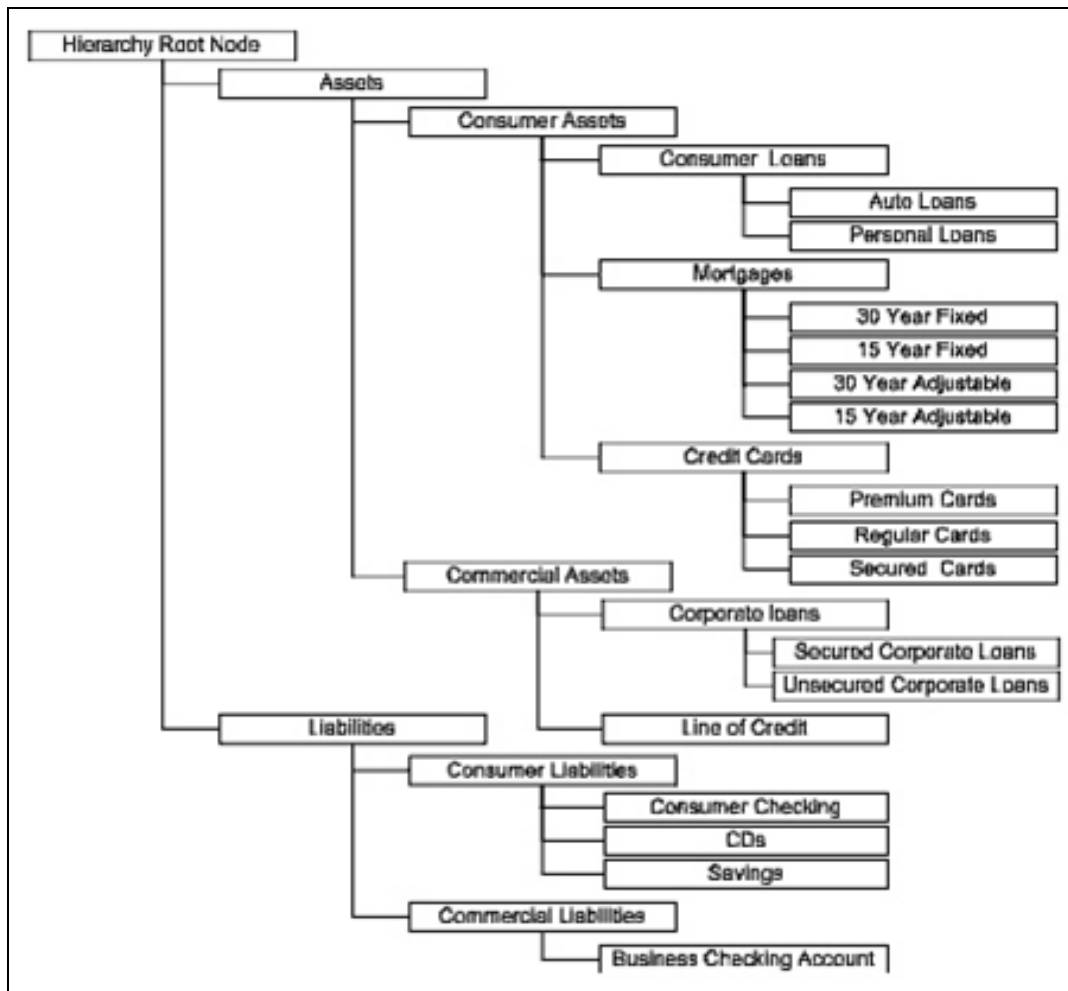 Hierarchy Root Node
Assets
Consumer Assets
Consumer Loans
Auto Loans
Personal Loans
Mortgages
30 Year Fixed
15 Year Fixed
30 Year Adjustable
15 Year Adjustable
Credit Cards
Premium Cards
Regular Cards
Secured Cards
Commercial Assets
Corporate loans
Secured Corporate Loans
Unsecured Corporate Loans
Line of Credit
Liabilities
Consumer Liabilities
Consumer Checking
CDs
Savings
Commercial Liabilities
Business Checking Account